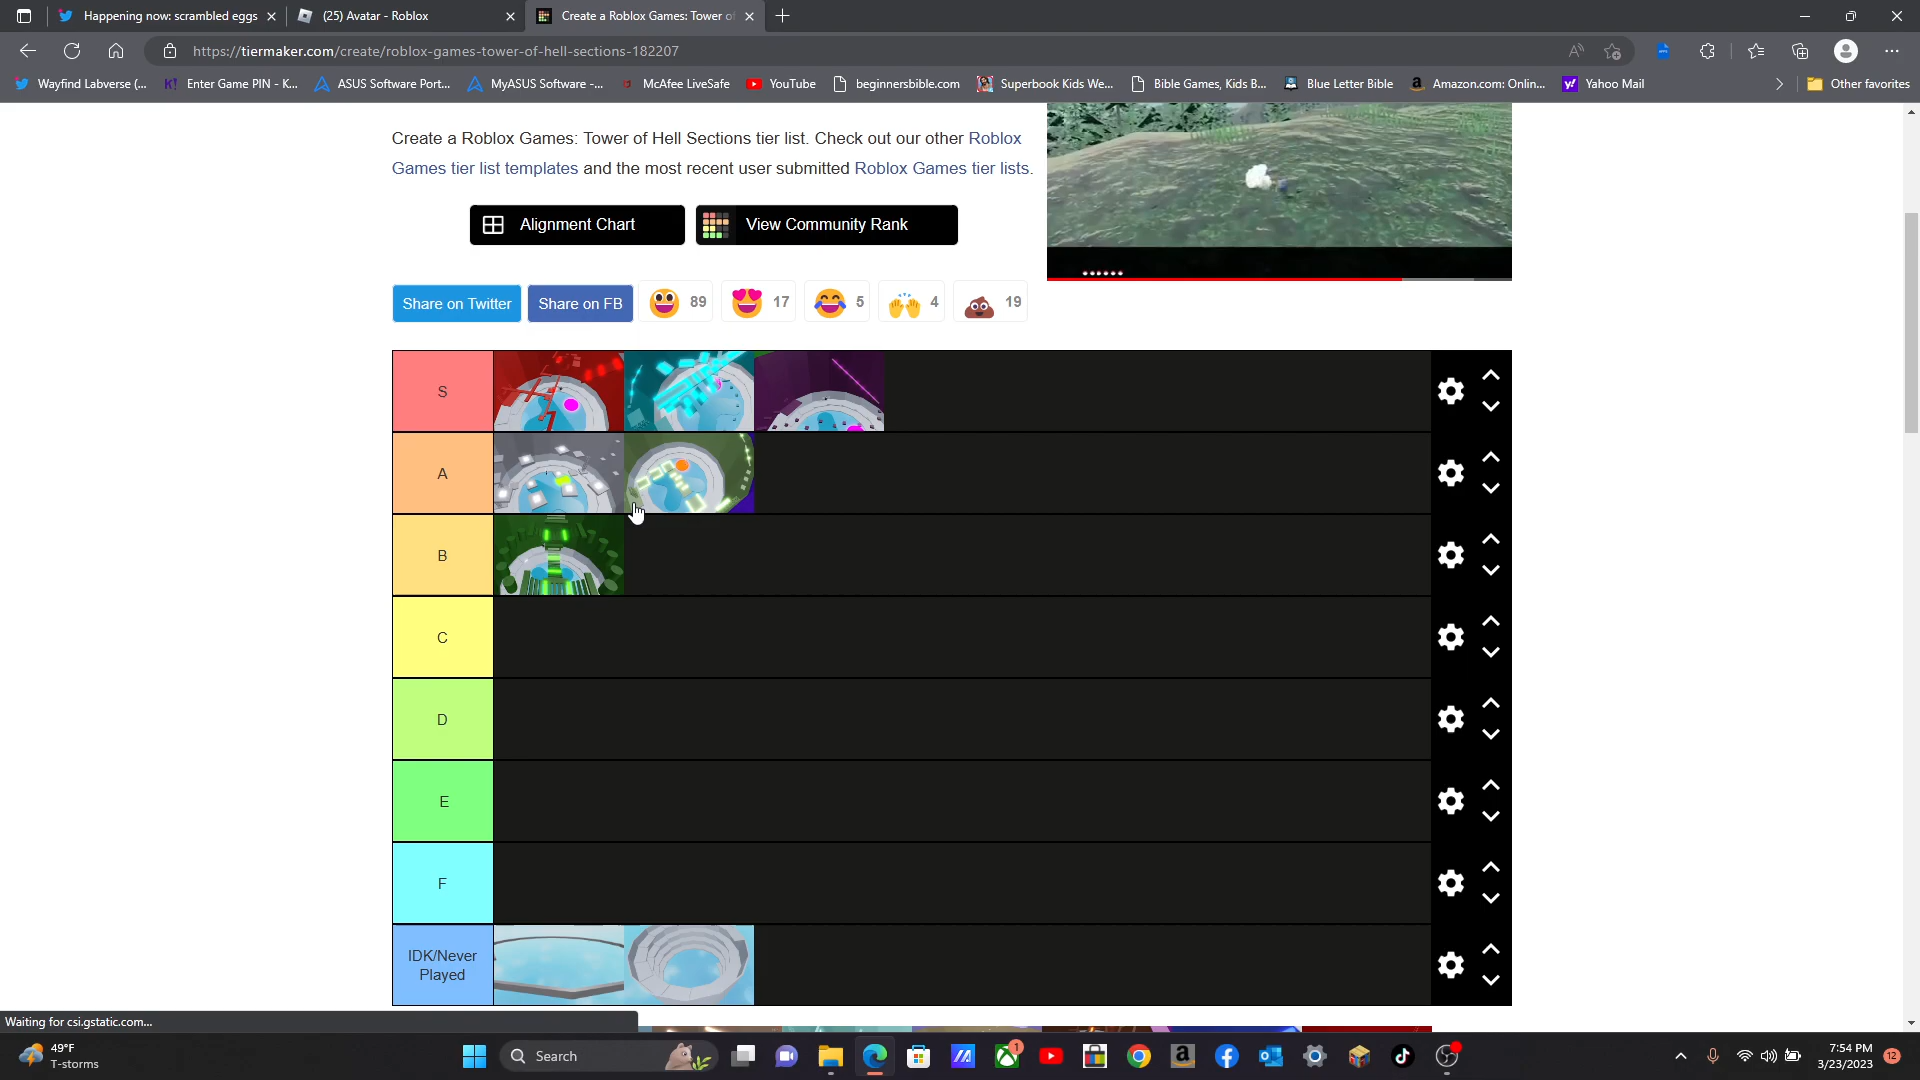 Happening now: scrambled eggs
(25) Avatar - Roblox
Create a Roblox Games: Tower of
https://tiermaker.com/create/roblox-games-tower-of-hell-sections-182207
Wayfind Labverse (...
Enter Game PIN - K...
ASUS Software Port...
MyASUS Software -...
McAfee LiveSafe
YouTube
beginnersbible.com
Superbook Kids We...
Bible Games, Kids B...
Blue Letter Bible
Amazon.com: Onlin...
Yahoo Mail
Other favorites
Create a Roblox Games: Tower of Hell Sections tier list. Check out our other Roblox
Games tier list templates and the most recent user submitted Roblox Games tier lists.
Alignment Chart
View Community Rank
Share on Twitter
Share on FB
89
17
5
4
19
S
A
B
C
D
E
F
IDK/Never
Played
Waiting for csi.gstatic.com...
49°F
T-storms
Search
1
7:54 PM
3/23/2023
12